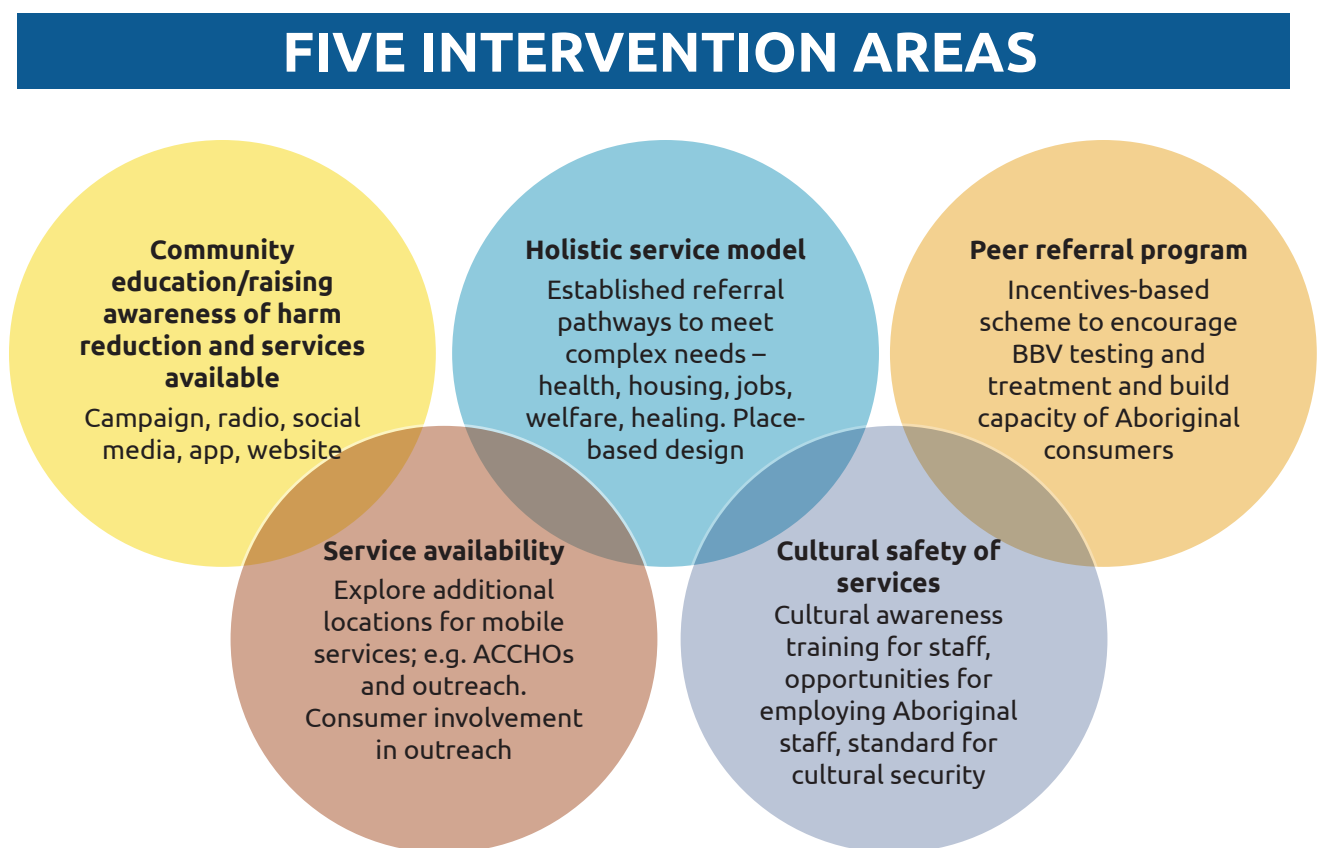 FIVE INTERVENTION AREAS
Community
education/raising
awareness of harm
reduction and services
available
Campaign, radio, social
media, app, website
Holistic service model
Established referral
pathways to meet
complex needs –
health, housing, jobs,
welfare, healing. Place-
based design
Peer referral program
Incentives-based
scheme to encourage
BBV testing and
treatment and build
capacity of Aboriginal
consumers
Service availability
Explore additional
locations for mobile
services; e.g. ACCHOs
and outreach.
Consumer involvement
in outreach
Cultural safety of
services
Cultural awareness
training for staff,
opportunities for
employing Aboriginal
staff, standard for
cultural security